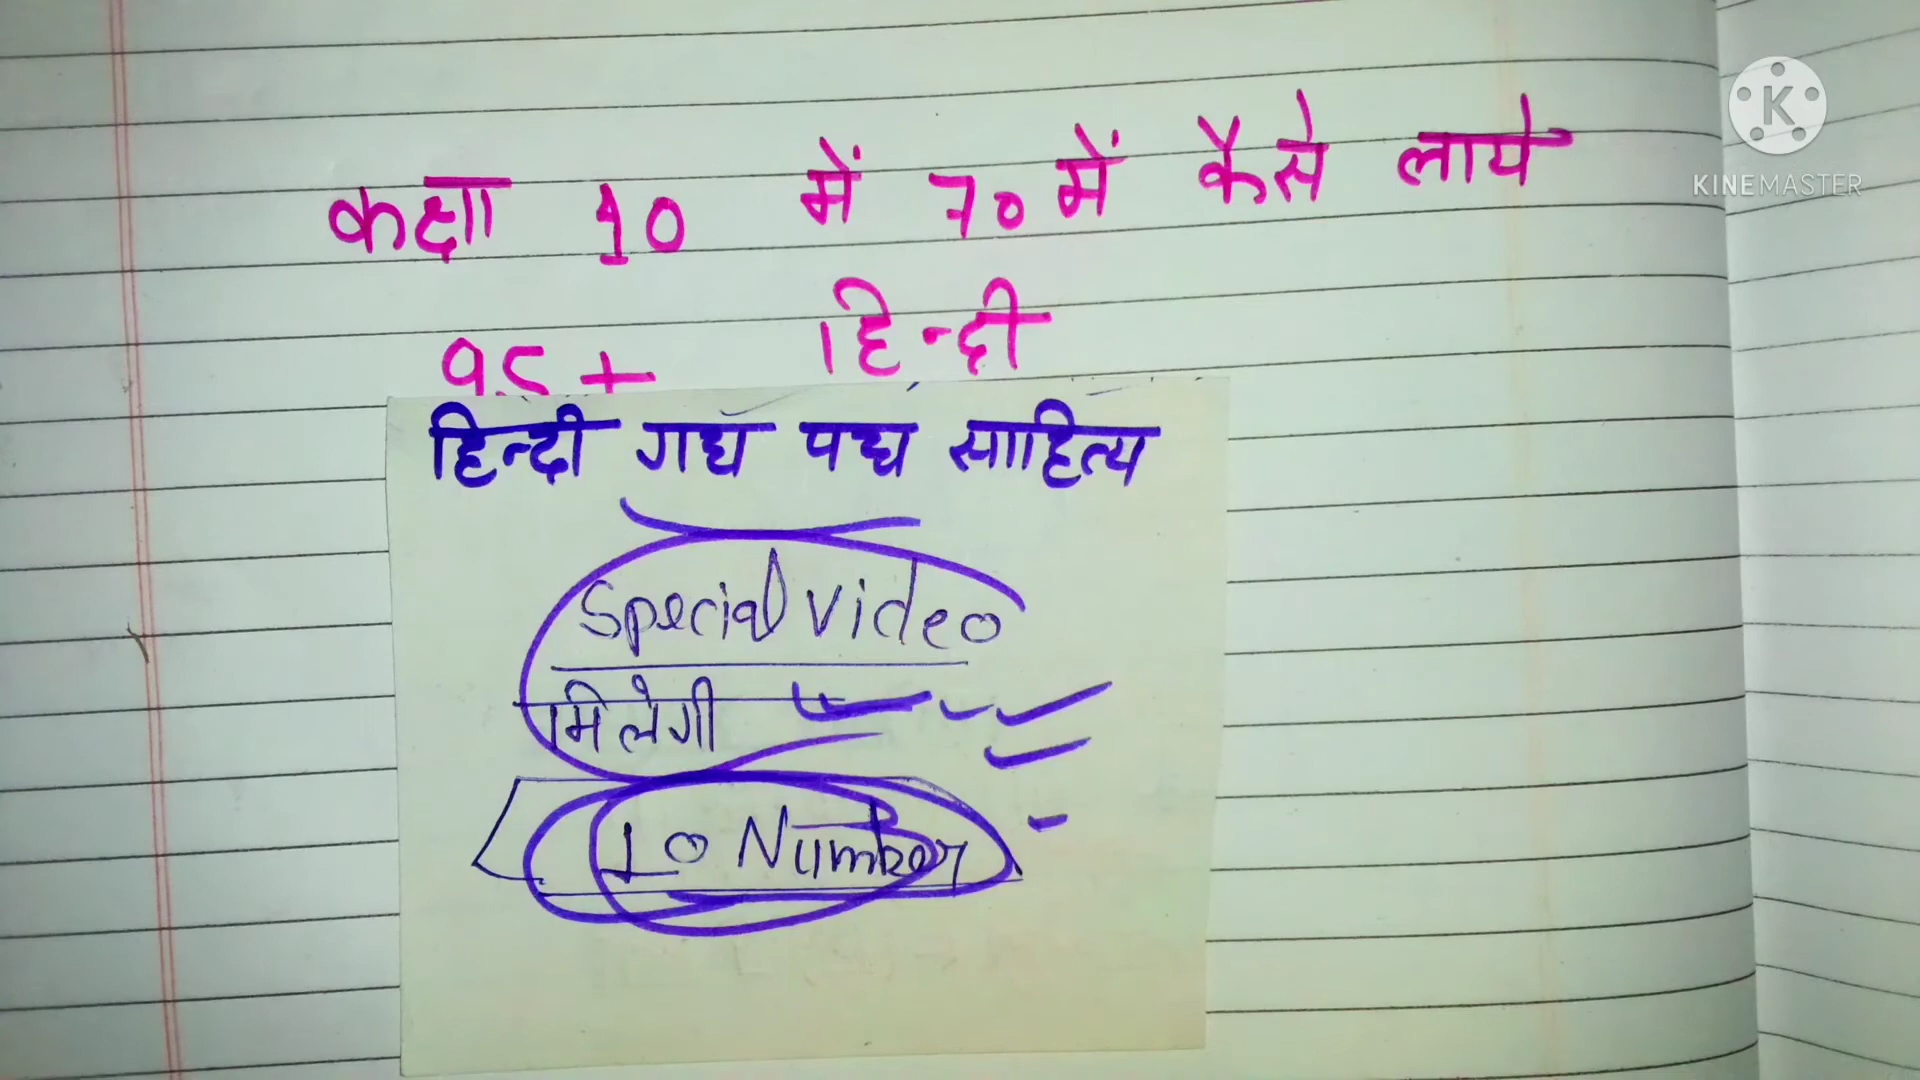 कक्षा 10 में 70 में कैसे लाये
95+ हिन्दी
हिन्दी गद्य पद्य साहित्य
Special video
मिलेगी
10 Number
KINEMASTER